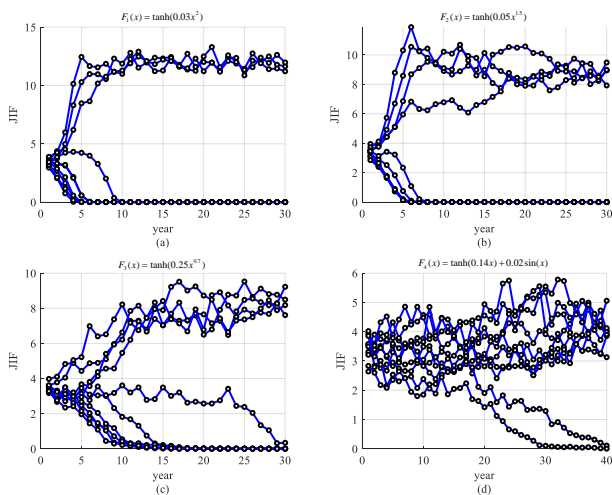 F₁(x) = tanh(0.03x²)
15
10
5
0
JIF
0 5 10 15 20 25 30
year
(a)
F₂(x) = tanh(0.05x¹·⁵)
10
8
6
4
2
0
JIF
0 5 10 15 20 25 30
year
(b)
F₃(x) = tanh(0.25x⁰·⁷)
10
8
6
4
2
0
JIF
0 5 10 15 20 25 30
year
(c)
F₄(x) = tanh(0.14x) + 0.02 sin(x)
6
5
4
3
2
1
0
JIF
0 10 20 30 40
year
(d)